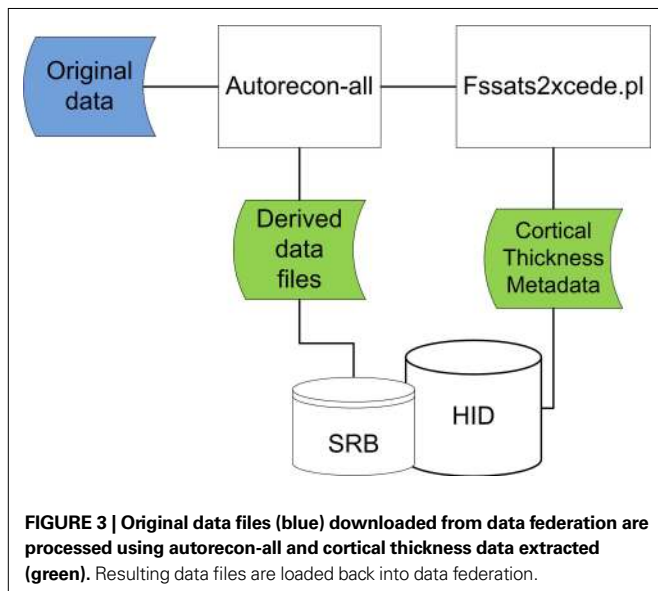 Original
data
Autorecon-all
Fssats2xcede.pl
Derived
data
files
Cortical
Thickness
Metadata
SRB
HID
FIGURE 3 | Original data files (blue) downloaded from data federation are
processed using autorecon-all and cortical thickness data extracted
(green). Resulting data files are loaded back into data federation.